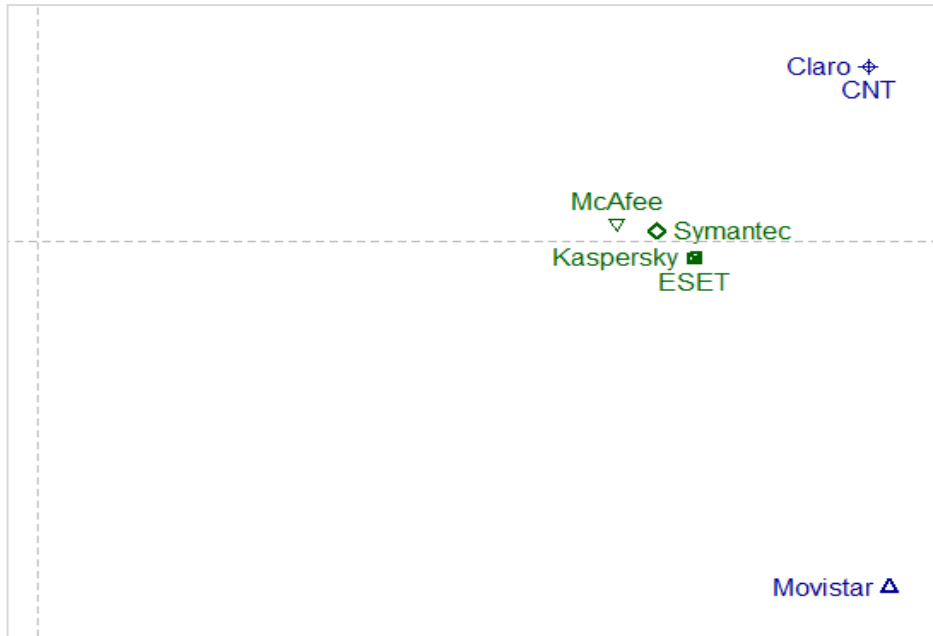 Claro
CNT
McAfee
Symantec
Kaspersky
ESET
Movistar